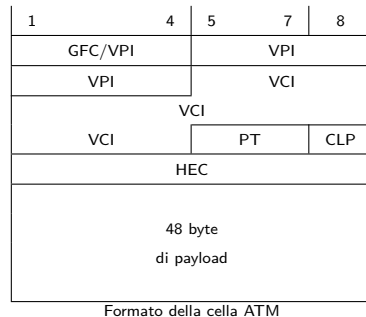 1 4 5 7 8
GFC/VPI VPI
VPI VCI
VCI
VCI PT CLP
HEC
48 byte
di payload
Formato della cella ATM